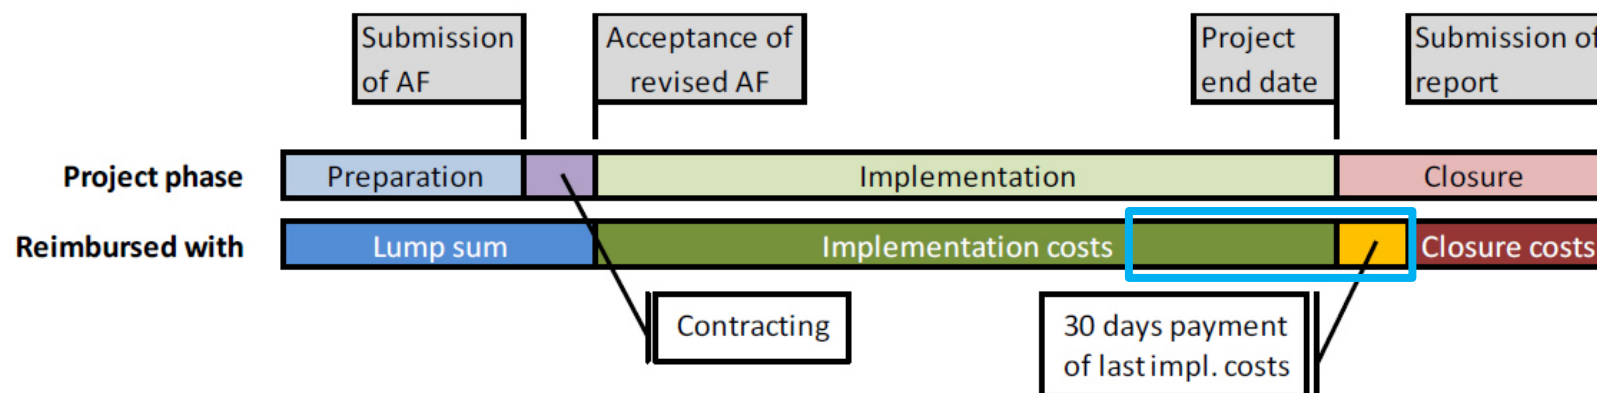 Submission
of AF
Acceptance of
revised AF
Project
end date
Submission of
report
Project phase
Preparation
Implementation
Closure
Reimbursed with
Lump sum
Implementation costs
Closure costs
Contracting
30 days payment
of last impl. costs